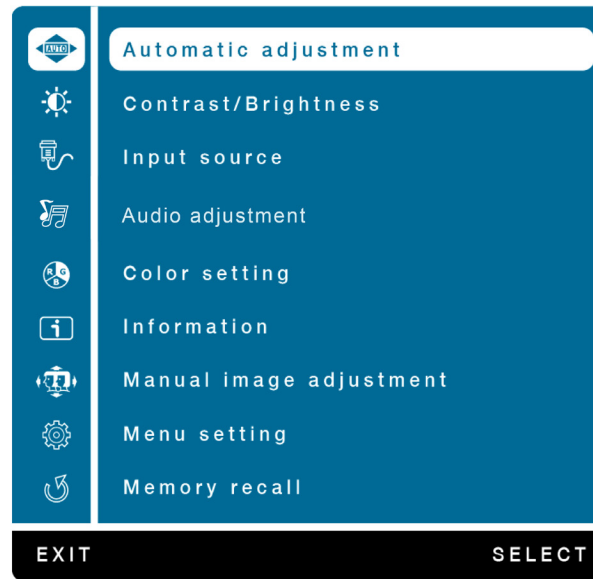 AUTO
Automatic adjustment
Contrast/Brightness
Input source
Audio adjustment
R G
B
Color setting
i
Information
Manual image adjustment
Menu setting
Memory recall
EXIT SELECT